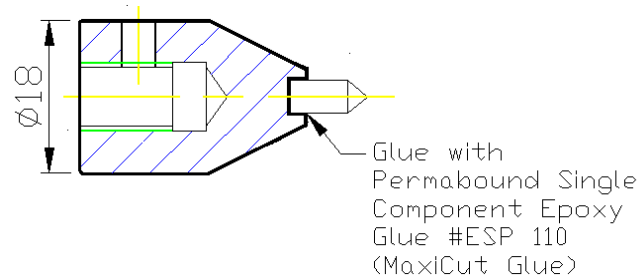 Ø18
Glue with
Permabound Single
Component Epoxy
Glue #ESP 110
(MaxiCut Glue)